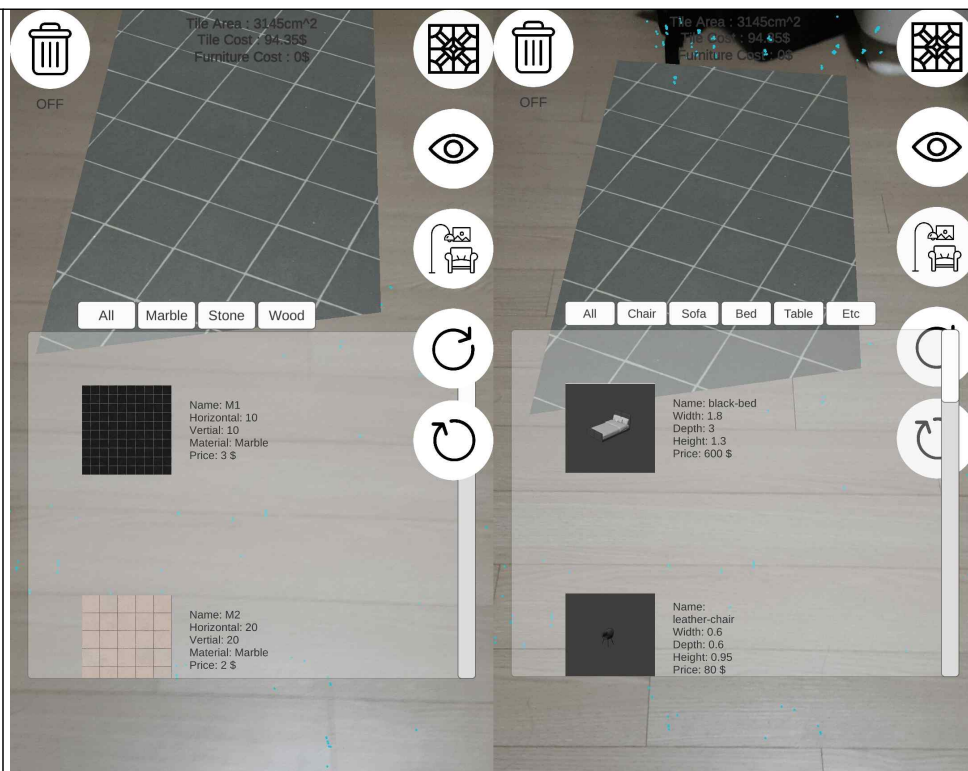 Tile Area : 3145cm^2
Tile Cost : 94.35$
Furniture Cost : 0$
OFF
All
Marble
Stone
Wood
Name: M1
Horizontal: 10
Vertial: 10
Material: Marble
Price: 3 $
Name: M2
Horizontal: 20
Vertial: 20
Material: Marble
Price: 2 $
Tile Area : 3145cm^2
Tile Cost : 94.35$
Furniture Cost : 0$
OFF
All
Chair
Sofa
Bed
Table
Etc
Name: black-bed
Width: 1.8
Depth: 3
Height: 1.3
Price: 600 $
Name:
leather-chair
Width: 0.6
Depth: 0.6
Height: 0.95
Price: 80 $